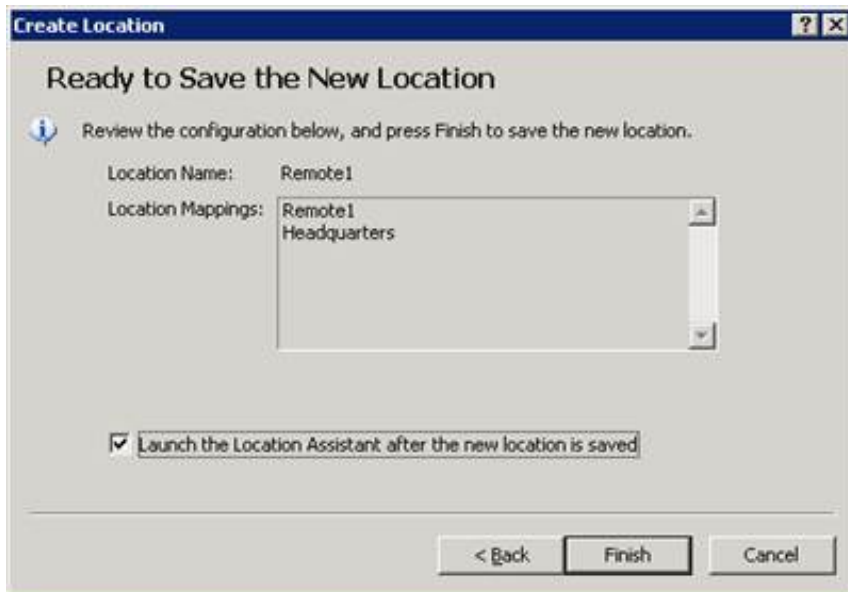 Create Location
Ready to Save the New Location
Review the configuration below, and press Finish to save the new location.
Location Name: Remote1
Location Mappings: Remote1
Headquarters
Launch the Location Assistant after the new location is saved
< Back Finish Cancel